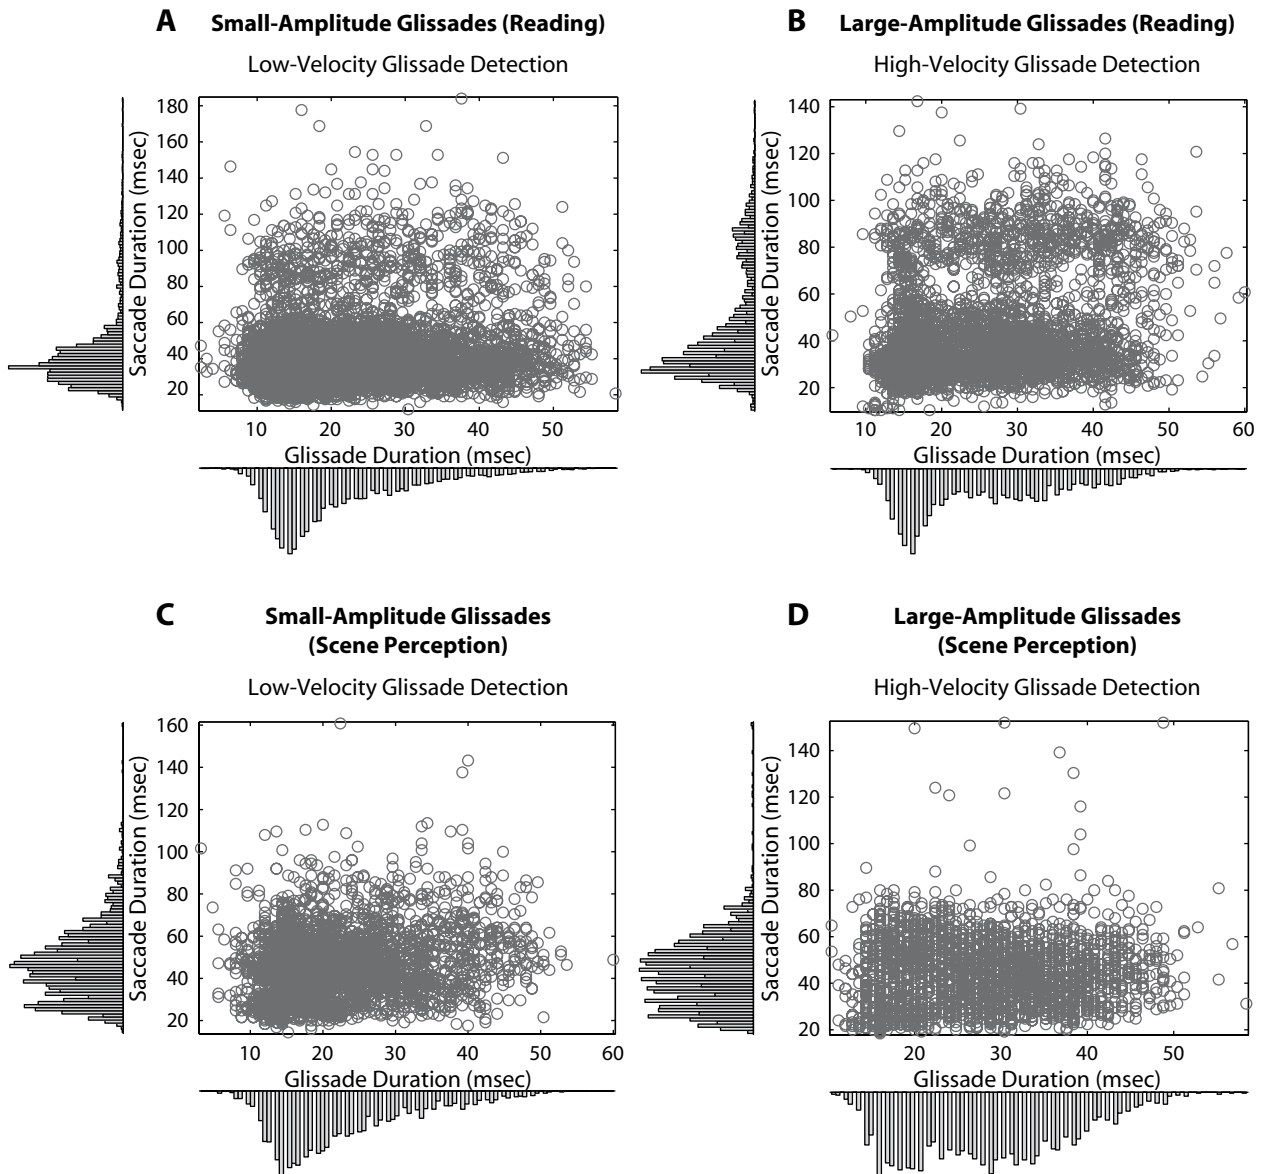 A Small-Amplitude Glissades (Reading)
Low-Velocity Glissade Detection
180
160
140
120
100
80
60
40
20
Saccade Duration (msec)
10 20 30 40 50
Glissade Duration (msec)
B Large-Amplitude Glissades (Reading)
High-Velocity Glissade Detection
140
120
100
80
60
40
20
Saccade Duration (msec)
10 20 30 40 50 60
Glissade Duration (msec)
C Small-Amplitude Glissades
(Scene Perception)
Low-Velocity Glissade Detection
160
140
120
100
80
60
40
20
Saccade Duration (msec)
10 20 30 40 50 60
Glissade Duration (msec)
D Large-Amplitude Glissades
(Scene Perception)
High-Velocity Glissade Detection
140
120
100
80
60
40
20
Saccade Duration (msec)
20 30 40 50
Glissade Duration (msec)